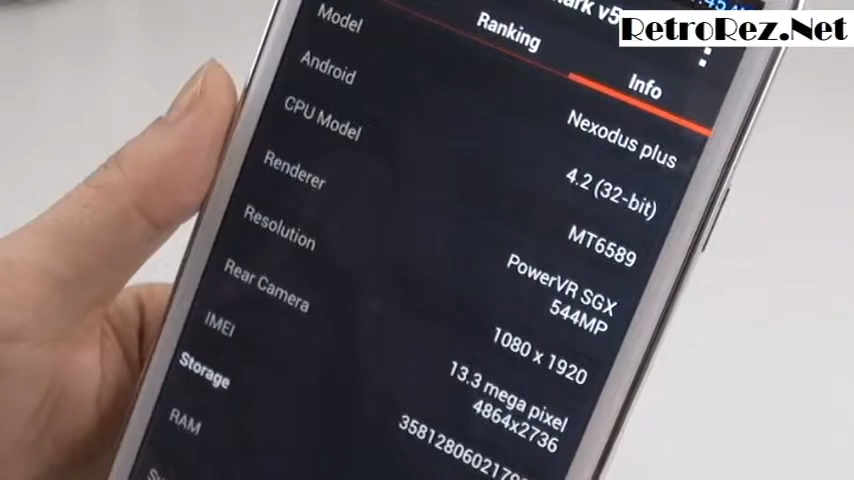 RetroRez.Net
Ranking
Info
Model
Nexodus plus
Android
4.2 (32-bit)
CPU Model
MT6589
Renderer
PowerVR SGX
544MP
Resolution
1080 x 1920
Rear Camera
13.3 mega pixel
4864x2736
IMEI
Storage
RAM